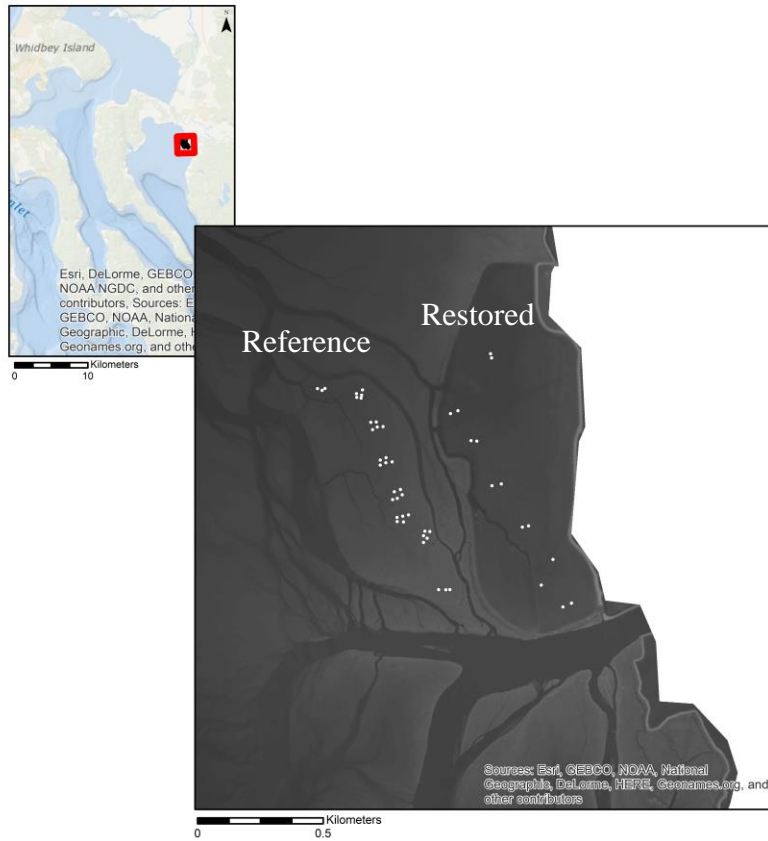 N
Whidbey Island
nlet
Esri, DeLorme, GEBCO
NOAA NGDC, and other
contributors, Sources: E
GEBCO, NOAA, Nationa
Geographic, DeLorme, H
Geonames.org, and othe
Kilometers
0 10
Restored
Reference
Sources: Esri, GEBCO, NOAA, National
Geographic, DeLorme, HERE, Geonames.org, and
other contributors
Kilometers
0 0.5